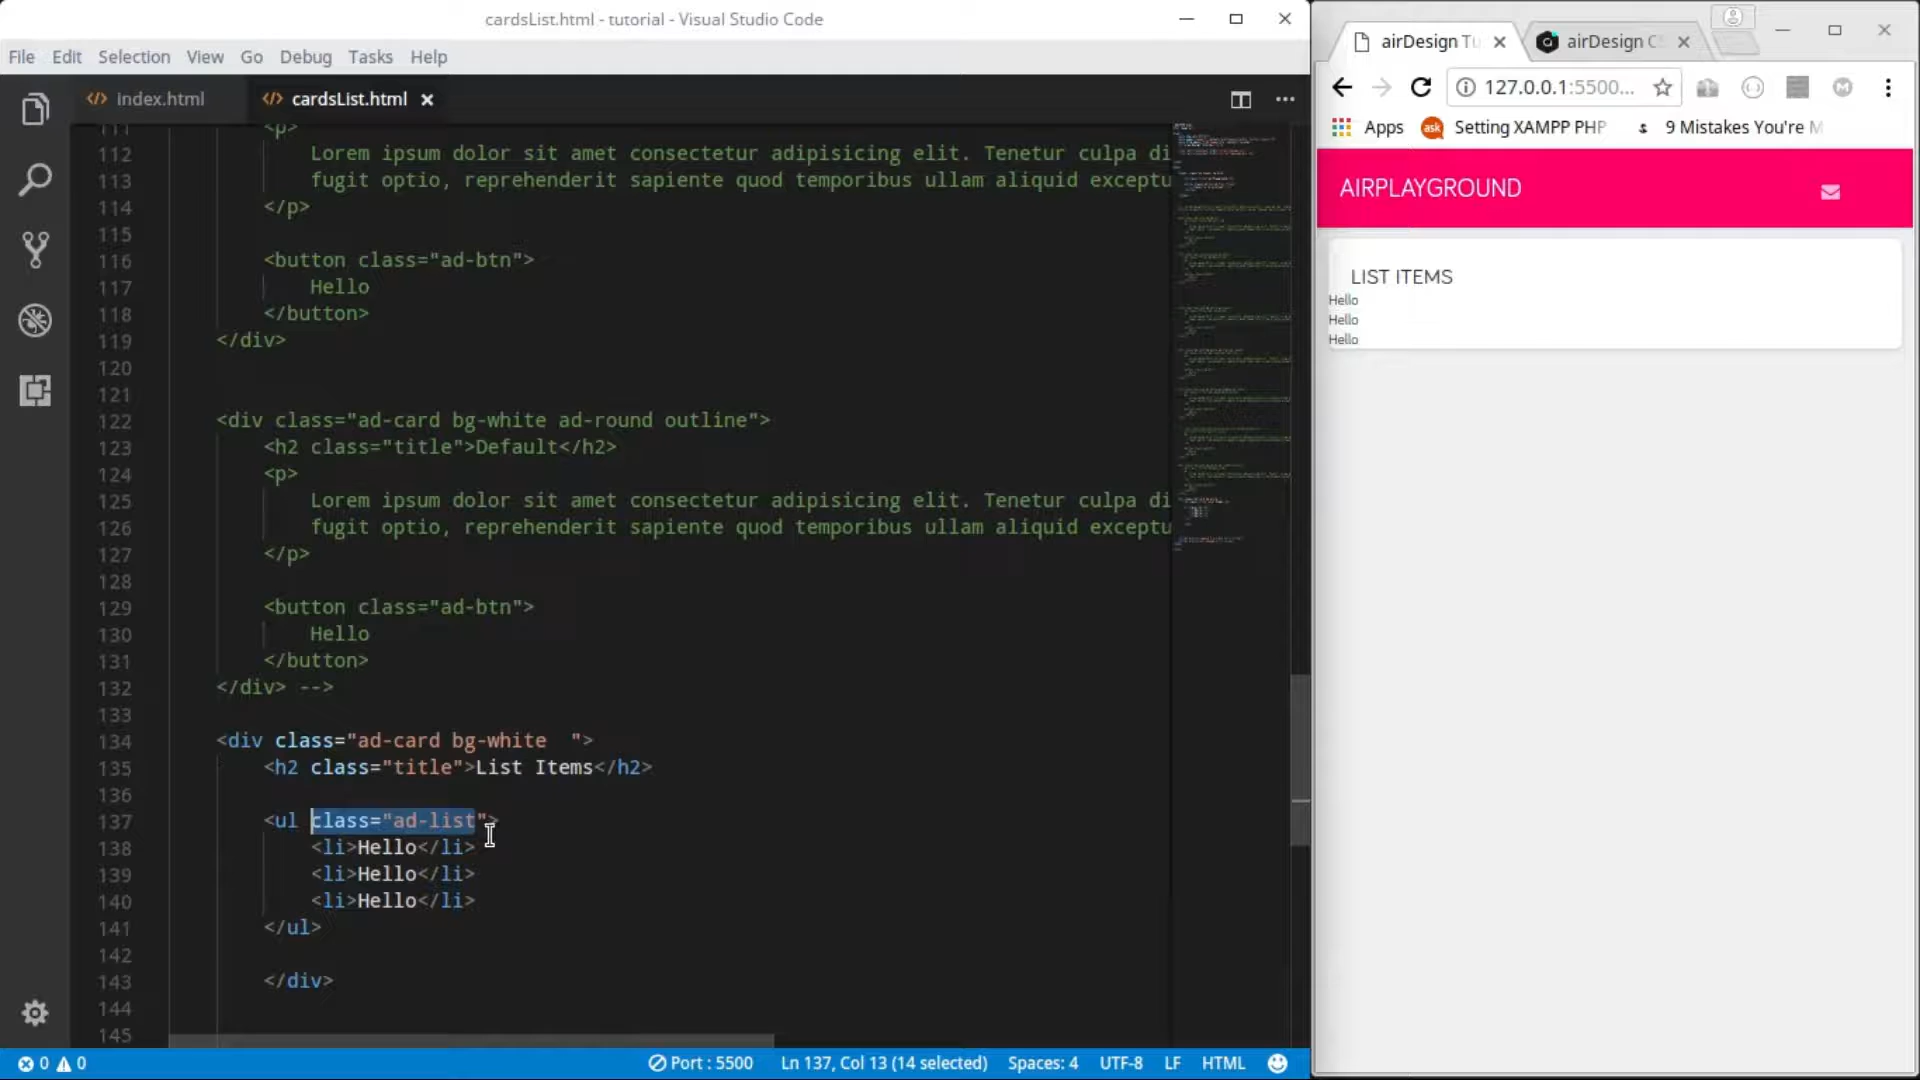 cardsList.html - tutorial - Visual Studio Code
File Edit Selection View Go Debug Tasks Help
index.html
cardsList.html
111 <p>
112 Lorem ipsum dolor sit amet consectetur adipisicing elit. Tenetur culpa di
113 fugit optio, reprehenderit sapiente quod temporibus ullam aliquid exceptu
114 </p>
115
116 <button class="ad-btn">
117 Hello
118 </button>
119 </div>
120
121
122 <div class="ad-card bg-white ad-round outline">
123 <h2 class="title">Default</h2>
124 <p>
125 Lorem ipsum dolor sit amet consectetur adipisicing elit. Tenetur culpa di
126 fugit optio, reprehenderit sapiente quod temporibus ullam aliquid exceptu
127 </p>
128
129 <button class="ad-btn">
130 Hello
131 </button>
132 </div> -->
133
134 <div class="ad-card bg-white  ">
135 <h2 class="title">List Items</h2>
136
137 <ul class="ad-list">
138 <li>Hello</li>
139 <li>Hello</li>
140 <li>Hello</li>
141 </ul>
142
143 </div>
144
145
0 0 Port : 5500 Ln 137, Col 13 (14 selected) Spaces: 4 UTF-8 LF HTML
airDesign Tu
airDesign C
127.0.0.1:5500...
Apps ask Setting XAMPP PHP s 9 Mistakes You're M
AIRPLAYGROUND
LIST ITEMS
Hello
Hello
Hello